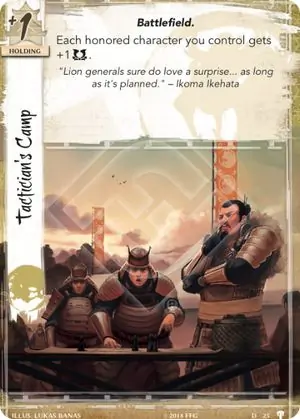 +1
HOLDING
Battlefield.
Each honored character you control gets
+1.
"Lion generals sure do love a surprise... as long
as it's planned." – Ikoma Ikehata
Tactician's Camp
ILLUS. LUKAS BANAS
©2018 FFG
D 25